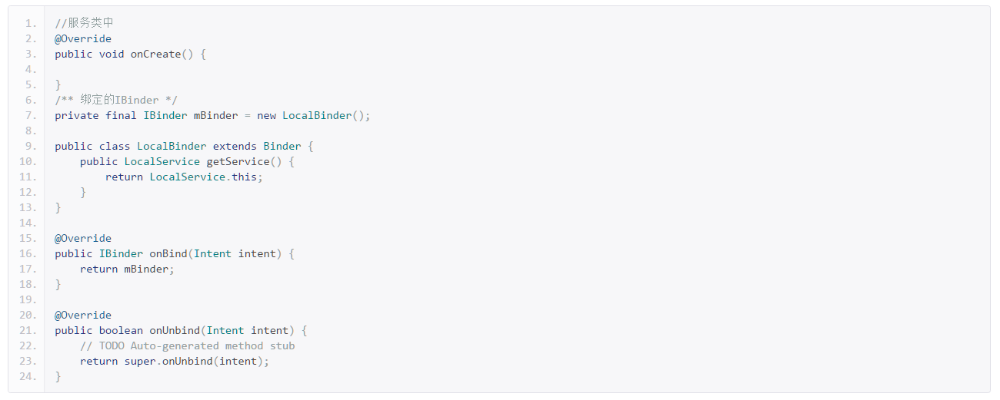 1. //服务类中
2. @Override
3. public void onCreate() {
4.
5. }
6. /** 绑定的IBinder */
7. private final IBinder mBinder = new LocalBinder();
8.
9. public class LocalBinder extends Binder {
10.     public LocalService getService() {
11.         return LocalService.this;
12.     }
13. }
14.
15. @Override
16. public IBinder onBind(Intent intent) {
17.     return mBinder;
18. }
19.
20. @Override
21. public boolean onUnbind(Intent intent) {
22.     // TODO Auto-generated method stub
23.     return super.onUnbind(intent);
24. }